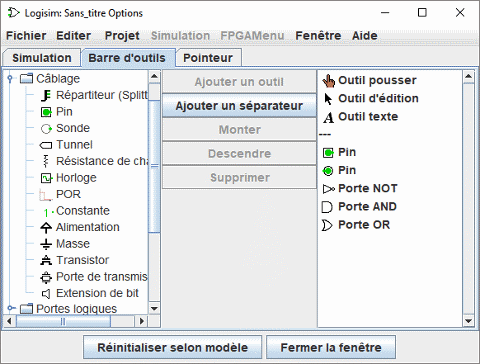 Logisim: Sans_titre Options
Fichier Editer Projet Simulation FPGAMenu Fenêtre Aide
Simulation Barre d'outils Pointeur
Câblage
Répartiteur (Splitt
Pin
Sonde
Tunnel
Résistance de cha
Horloge
POR
Constante
Alimentation
Masse
Transistor
Porte de transmis
Extension de bit
Portes logiques
Ajouter un outil
Ajouter un séparateur
Monter
Descendre
Supprimer
Outil pousser
Outil d'édition
Outil texte
---
Pin
Pin
Porte NOT
Porte AND
Porte OR
Réinitialiser selon modèle Fermer la fenêtre